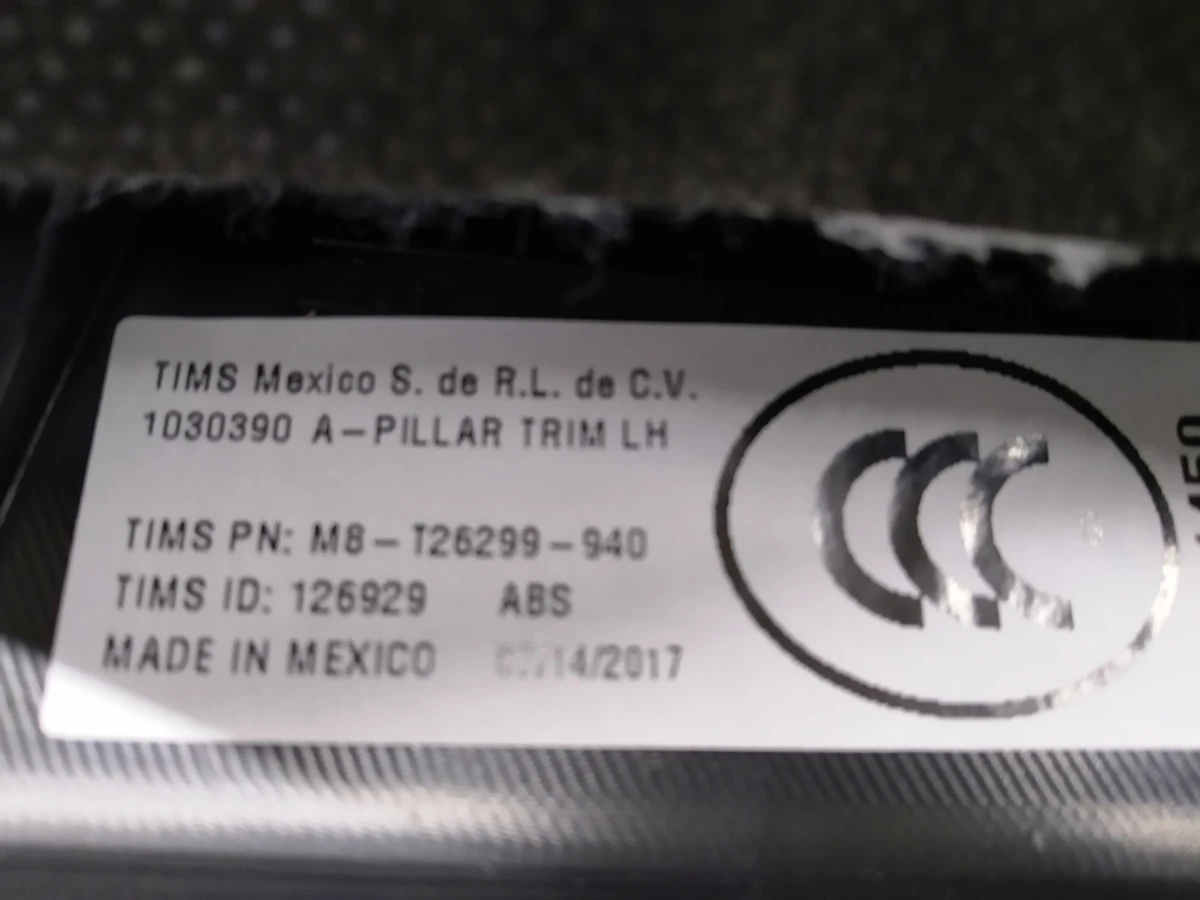 TIMS Mexico S. de R.L. de C.V.
1030390 A-PILLAR TRIM LH
TIMS PN: M8-T26299-940
TIMS ID: 126929 ABS
MADE IN MEXICO
CCC